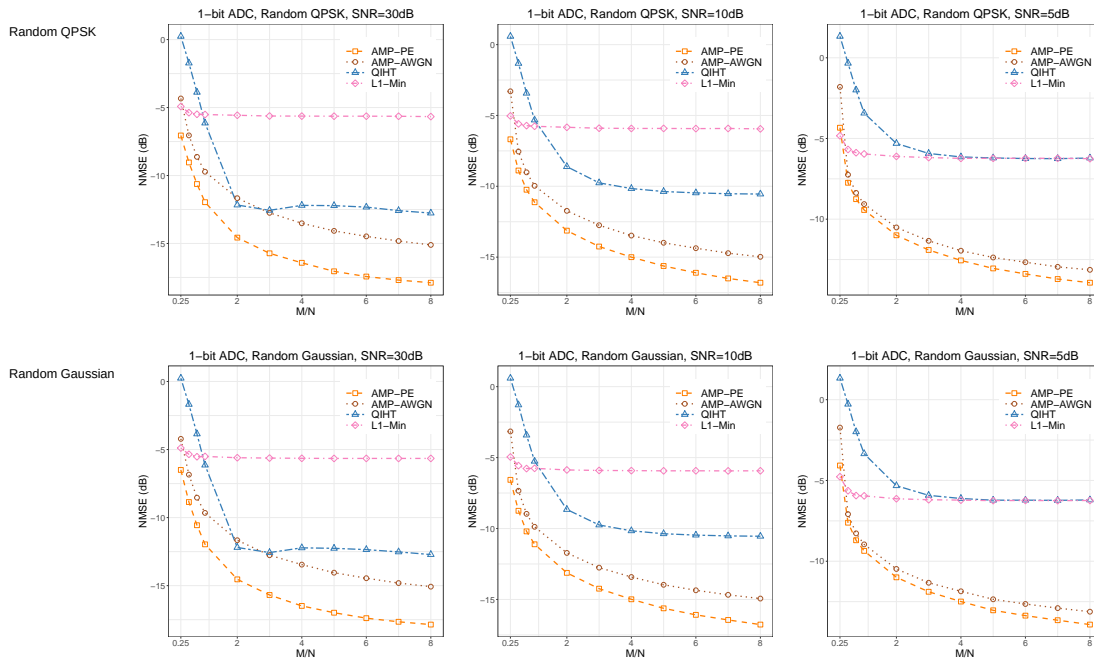 Random QPSK
1−bit ADC, Random QPSK, SNR=30dB
NMSE (dB)
0
−5
−10
−15
0.25
2
4
6
8
M/N
AMP−PE
AMP−AWGN
QIHT
L1−Min
1−bit ADC, Random QPSK, SNR=10dB
NMSE (dB)
0
−5
−10
−15
0.25
2
4
6
8
M/N
AMP−PE
AMP−AWGN
QIHT
L1−Min
1−bit ADC, Random QPSK, SNR=5dB
NMSE (dB)
0
−5
−10
0.25
2
4
6
8
M/N
AMP−PE
AMP−AWGN
QIHT
L1−Min
Random Gaussian
1−bit ADC, Random Gaussian, SNR=30dB
NMSE (dB)
0
−5
−10
−15
0.25
2
4
6
8
M/N
AMP−PE
AMP−AWGN
QIHT
L1−Min
1−bit ADC, Random Gaussian, SNR=10dB
NMSE (dB)
0
−5
−10
−15
0.25
2
4
6
8
M/N
AMP−PE
AMP−AWGN
QIHT
L1−Min
1−bit ADC, Random Gaussian, SNR=5dB
NMSE (dB)
0
−5
−10
0.25
2
4
6
8
M/N
AMP−PE
AMP−AWGN
QIHT
L1−Min